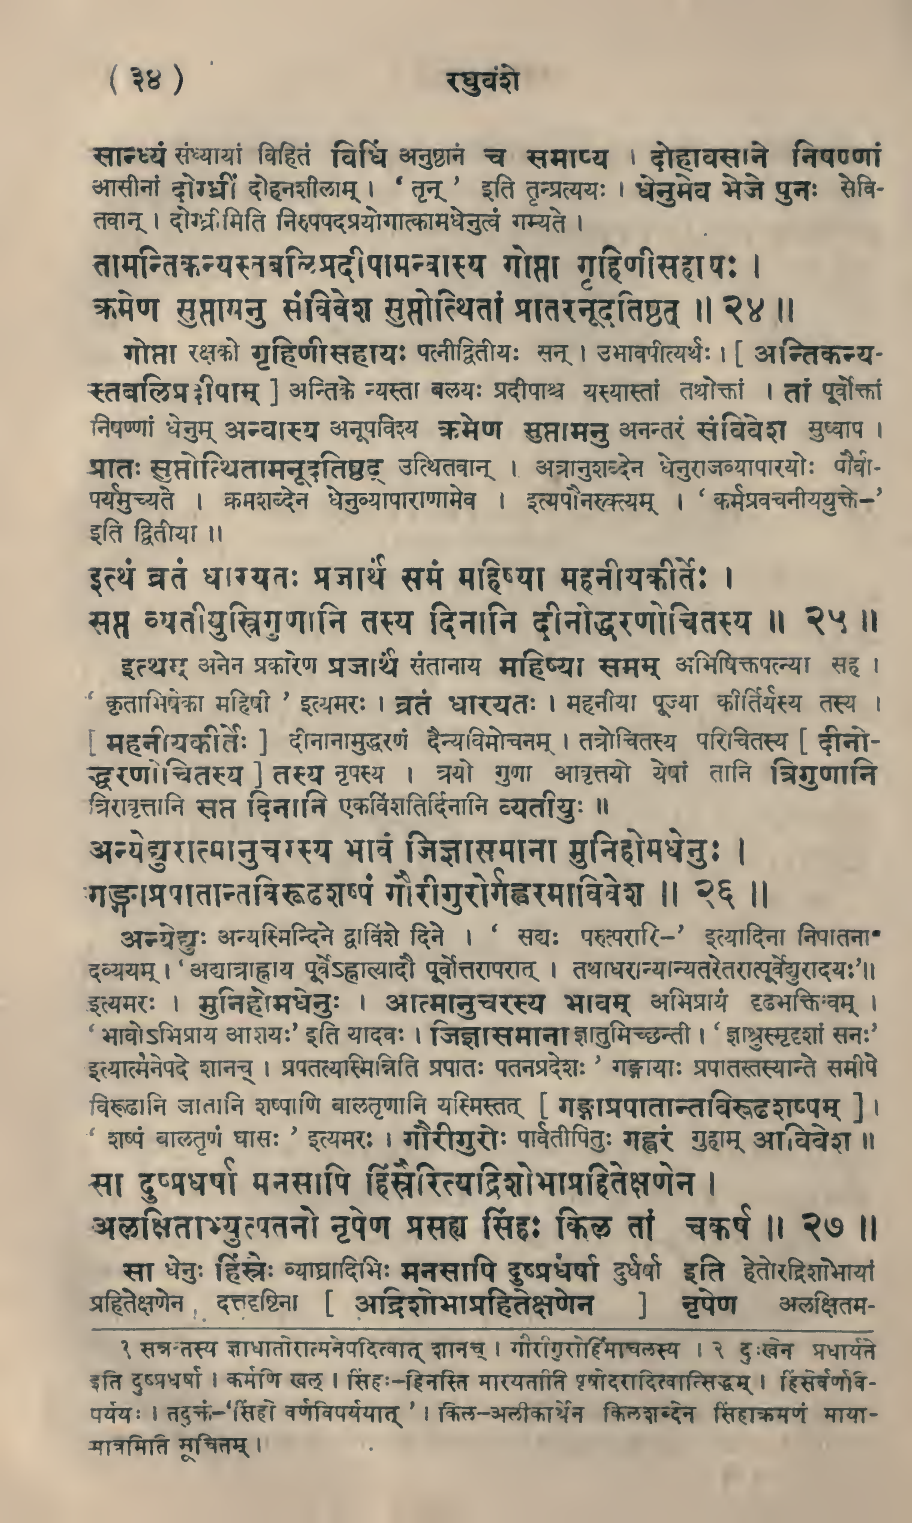 ( ३४ ) रघुवंशे
सान्ध्यं संध्यायां विहितं विधिं अनुष्ठानं च समाप्य । दोहावसाने निषण्णां
आसीनां दोग्ध्रीं दोहनशीलाम् । ‘ तृन् ’ इति तृन्प्रत्ययः । धेनुमेव भेजे पुनः सेवि-
तवान् । दोग्ध्रीमिति निरुपपदप्रयोगात्कामधेनुत्वं गम्यते ।
तामन्तिकन्यस्तबलिप्रदीपामन्वास्य गोप्ता गृहिणीसहायः ।
क्रमेण सुप्तामनु संविवेश सुप्तोत्थितां प्रातरनूदतिष्ठत् ॥ २४ ॥
गोप्ता रक्षको गृहिणीसहायः पत्नीद्वितीयः सन् । उभावपीत्यर्थः । [ अन्तिकन्य-
स्तबलिप्रदीपाम् ] अन्तिके न्यस्ता बलयः प्रदीपाश्च यस्यास्तां तथोक्तां । तां पूर्वोक्तां
निषण्णां धेनुम् अन्वास्य अनूपविश्य क्रमेण सुप्तामनु अनन्तरं संविवेश सुष्वाप ।
प्रातः सुप्तोत्थितामनूदतिष्ठद् उत्थितवान् । अत्रानुशब्देन धेनुराजव्यापारयोः पौर्वा-
पर्यमुच्यते । क्रमशब्देन धेनुव्यापाराणामेव । इत्यपौनरुक्त्यम् । ‘ कर्मप्रवचनीययुक्ते-’
इति द्वितीया ॥
इत्थं व्रतं धारयतः प्रजार्थं समं महिष्या महनीयकीर्तेः ।
सप्त व्यतीयुस्त्रिगुणानि तस्य दिनानि दीनोद्धरणोचितस्य ॥ २५ ॥
इत्थम् अनेन प्रकारेण प्रजार्थं संतानाय महिष्या समम् अभिषिक्तपत्न्या सह ।
‘ कृताभिषेका महिषी ’ इत्यमरः । व्रतं धारयतः । महनीया पूज्या कीर्तिर्यस्य तस्य ।
[ महनीयकीर्तेः ] दीनानामुद्धरणं दैन्यविमोचनम् । तत्रोचितस्य परिचितस्य [ दीनो-
द्धरणोचितस्य ] तस्य नृपस्य । त्रयो गुणा आवृत्तयो येषां तानि त्रिगुणानि
त्रिरावृत्तानि सप्त दिनानि एकविंशतिर्दिनानि व्यतीयुः ॥
अन्येद्युरात्मानुचरस्य भावं जिज्ञासमाना मुनिहोमधेनुः ।
गङ्गाप्रपातान्तविरूढशष्पं गौरीगुरोर्गह्वरमाविवेश ॥ २६ ॥
अन्येद्युः अन्यस्मिन्दिने द्वाविंशे दिने । ‘ सद्यः परुत्परारि-’ इत्यादिना निपातना-
दव्ययम् । ‘ अद्यात्राह्नाय पूर्वेऽह्नात्यादौ पूर्वोत्तरापरात् । तथाधरान्यान्यतरेतरात्पूर्वेद्युरादयः’॥
इत्यमरः । मुनिहोमधेनुः । आत्मानुचरस्य भावम् अभिप्रायं दृढभक्तित्वम् ।
‘ भावोऽभिप्राय आशयः’ इति यादवः । जिज्ञासमाना ज्ञातुमिच्छन्ती । ‘ ज्ञाश्रुस्मृदृशां सनः’
इत्यात्मनेपदे शानच् । प्रपतत्यस्मिन्निति प्रपातः पतनप्रदेशः ’ गङ्गायाः प्रपातस्तस्यान्ते समीपे
विरूढानि जातानि शष्पाणि बालतृणानि यस्मिंस्तत् [ गङ्गाप्रपातान्तविरूढशष्पम् ] ।
‘ शष्पं बालतृणं घासः ’ इत्यमरः । गौरीगुरोः पार्वतीपितुः गह्वरं गुहाम् आविवेश ॥
सा दुष्प्रधर्षा मनसापि हिंस्रैरित्यद्रिशोभाप्रहितेक्षणेन ।
अलक्षिताभ्युत्पतनो नृपेण प्रसह्य सिंहः किल तां चकर्ष ॥ २७ ॥
सा धेनुः हिंस्रैः व्याघ्रादिभिः मनसापि दुष्प्रधर्षा दुर्धर्षा इति हेतोरद्रिशोभायां
प्रहितेक्षणेन दत्तदृष्टिना [ अद्रिशोभाप्रहितेक्षणेन ] नृपेण अलक्षितम-
१ सन्नन्तस्य ज्ञाधातोरात्मनेपदित्वात् शानच् । गौरीगुरोर्हिमाचलस्य । २ दुःखेन प्रधार्यते
इति दुष्प्रधर्षा । कर्मणि खल् । सिंहः-हिनस्ति मारयतीति पृषोदरादित्वात्सिद्धम् । हिंसेर्वर्णवि-
पर्ययः । तदुक्तं-‘सिंहो वर्णविपर्ययात् ’ । किल-अलीकार्थेन किलशब्देन सिंहाक्रमणं माया-
मात्रमिति सूचितम् ।